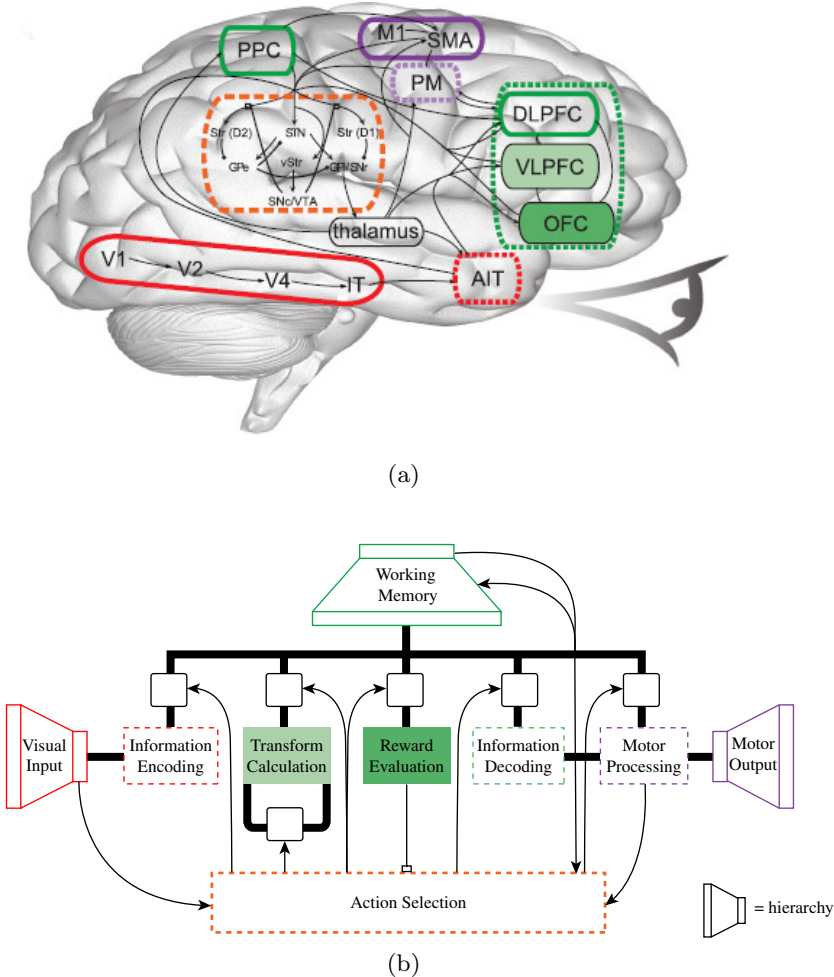 M1
SMA
PPC
PM
DLPFC
Str (D2)
STN
Str (D1)
VLPFC
GPe
vStr
GPi/SNr
SNc/VTA
OFC
thalamus
V1
V2
V4
IT
AIT
(a)
Working
Memory
Visual
Input
Information
Encoding
Transform
Calculation
Reward
Evaluation
Information
Decoding
Motor
Processing
Motor
Output
Action Selection
= hierarchy
(b)